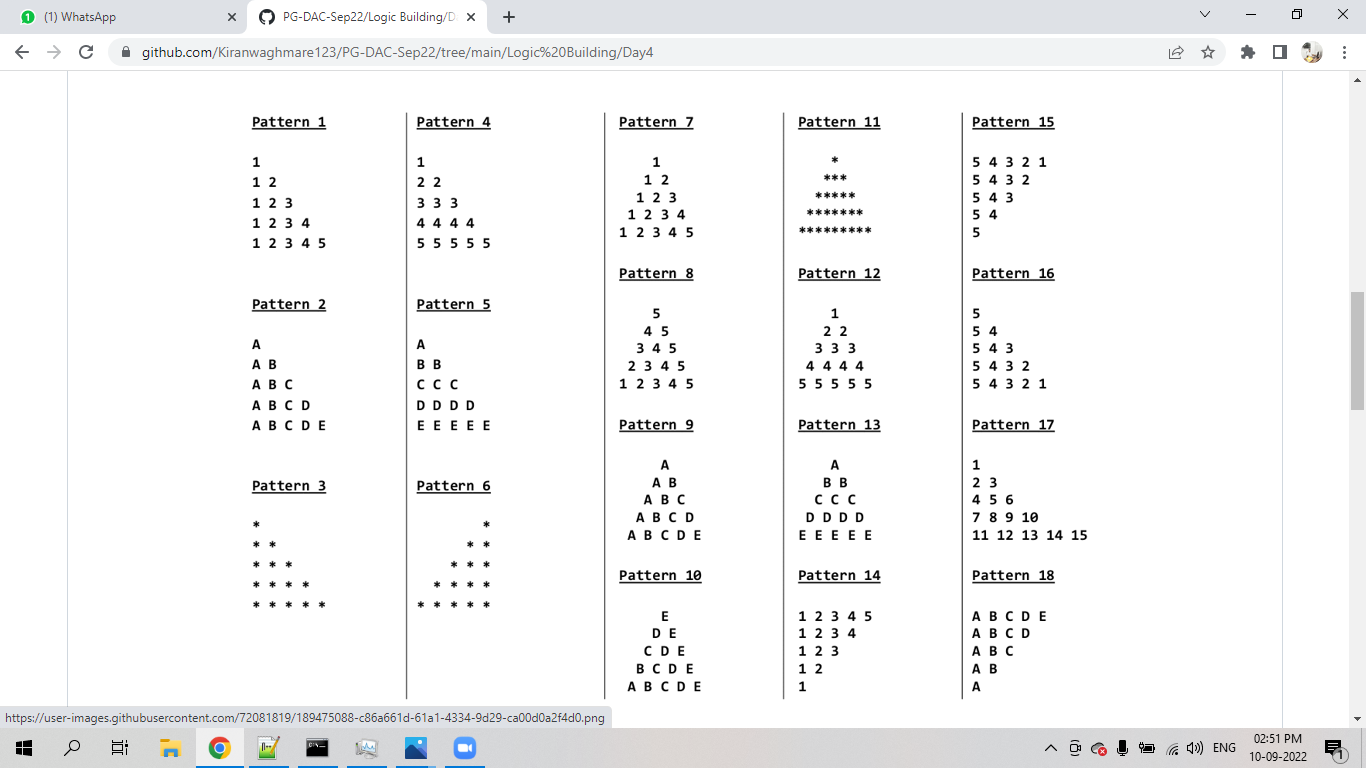 (1) WhatsApp
PG-DAC-Sep22/Logic Building/D
github.com/Kiranwaghmare123/PG-DAC-Sep22/tree/main/Logic%20Building/Day4
Pattern 1
1
1 2
1 2 3
1 2 3 4
1 2 3 4 5
Pattern 2
A
A B
A B C
A B C D
A B C D E
Pattern 3
*
* *
* * *
* * * *
* * * * *
Pattern 4
1
2 2
3 3 3
4 4 4 4
5 5 5 5 5
Pattern 5
A
B B
C C C
D D D D
E E E E E
Pattern 6
*
* *
* * *
* * * *
* * * * *
Pattern 7
1
1 2
1 2 3
1 2 3 4
1 2 3 4 5
Pattern 8
5
4 5
3 4 5
2 3 4 5
1 2 3 4 5
Pattern 9
A
A B
A B C
A B C D
A B C D E
Pattern 10
E
D E
C D E
B C D E
A B C D E
Pattern 11
*
***
*****
*******
*********
Pattern 12
1
2 2
3 3 3
4 4 4 4
5 5 5 5 5
Pattern 13
A
B B
C C C
D D D D
E E E E E
Pattern 14
1 2 3 4 5
1 2 3 4
1 2 3
1 2
1
Pattern 15
5 4 3 2 1
5 4 3 2
5 4 3
5 4
5
Pattern 16
5
5 4
5 4 3
5 4 3 2
5 4 3 2 1
Pattern 17
1
2 3
4 5 6
7 8 9 10
11 12 13 14 15
Pattern 18
A B C D E
A B C D
A B C
A B
A
https://user-images.githubusercontent.com/72081819/189475088-c86a661d-61a1-4334-9d29-ca00d0a2f4d0.png
ENG
02:51 PM
10-09-2022
1